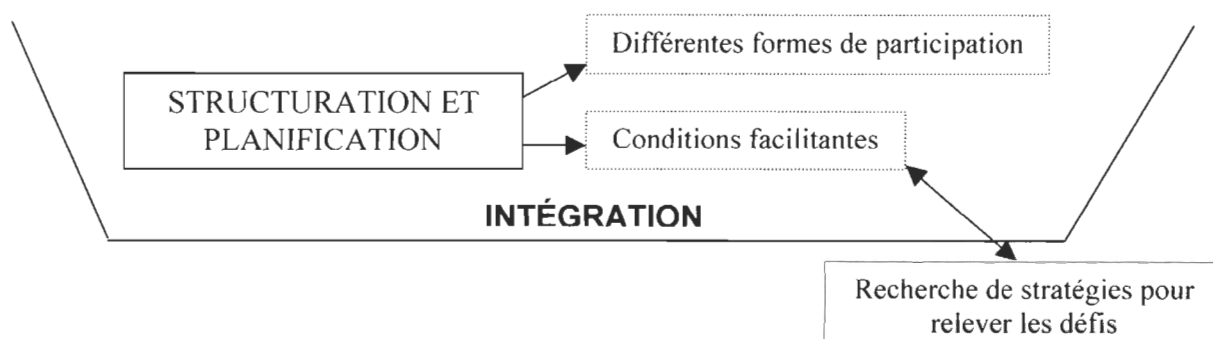 Différentes formes de participation
STRUCTURATION ET
PLANIFICATION
Conditions facilitantes
INTÉGRATION
Recherche de stratégies pour
relever les défis